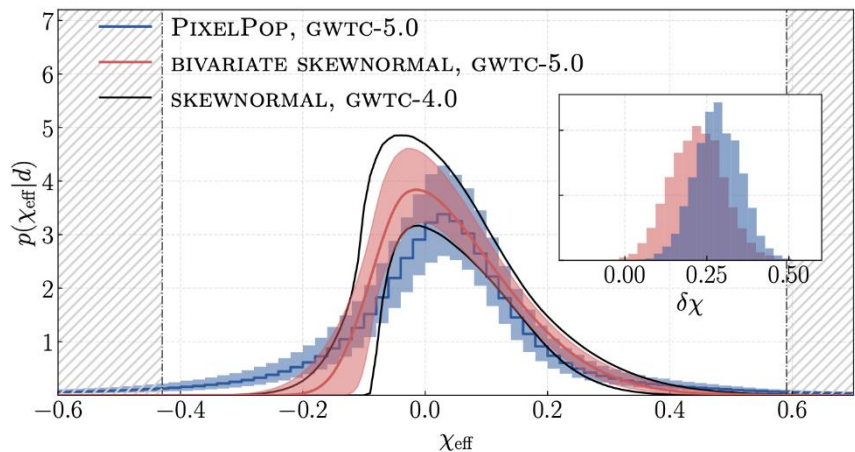 PIXELPOP, GWTC-5.0
BIVARIATE SKEWNORMAL, GWTC-5.0
SKEWNORMAL, GWTC-4.0
p(χeff|d)
7
6
5
4
3
2
1
−0.6 −0.4 −0.2 0.0 0.2 0.4 0.6
χeff
0.00 0.25 0.50
δχ